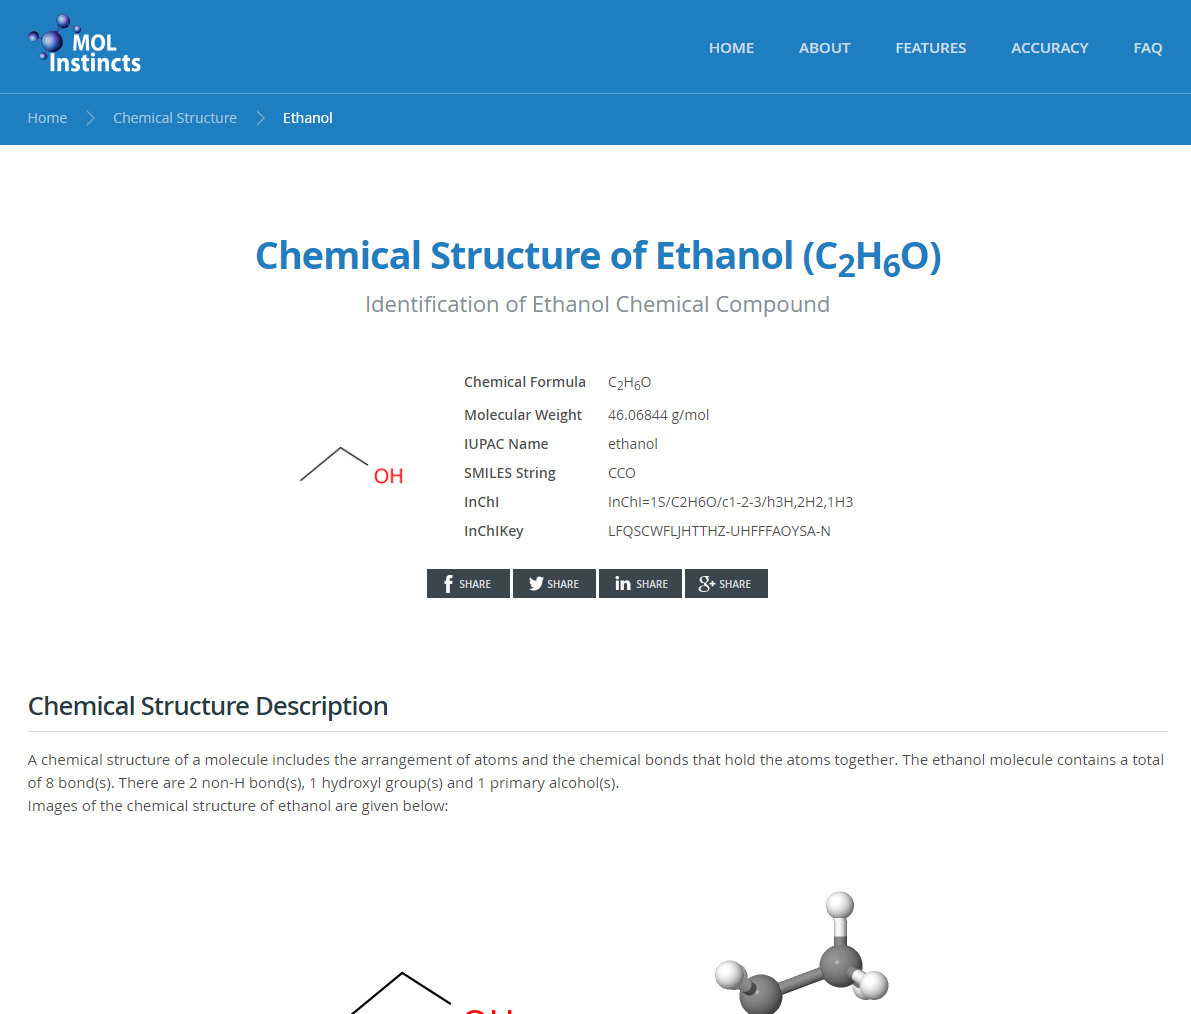 MOL
Instincts
HOME ABOUT FEATURES ACCURACY FAQ
Home Chemical Structure Ethanol
Chemical Structure of Ethanol (C2H6O)
Identification of Ethanol Chemical Compound
Chemical Formula C2H6O
Molecular Weight 46.06844 g/mol
IUPAC Name ethanol
SMILES String CCO
InChI InChI=1S/C2H6O/c1-2-3/h3H,2H2,1H3
InChIKey LFQSCWFLJHTTHZ-UHFFFAOYSA-N
OH
f SHARE SHARE in SHARE g+ SHARE
Chemical Structure Description
A chemical structure of a molecule includes the arrangement of atoms and the chemical bonds that hold the atoms together. The ethanol molecule contains a total
of 8 bond(s). There are 2 non-H bond(s), 1 hydroxyl group(s) and 1 primary alcohol(s).
Images of the chemical structure of ethanol are given below:
OH